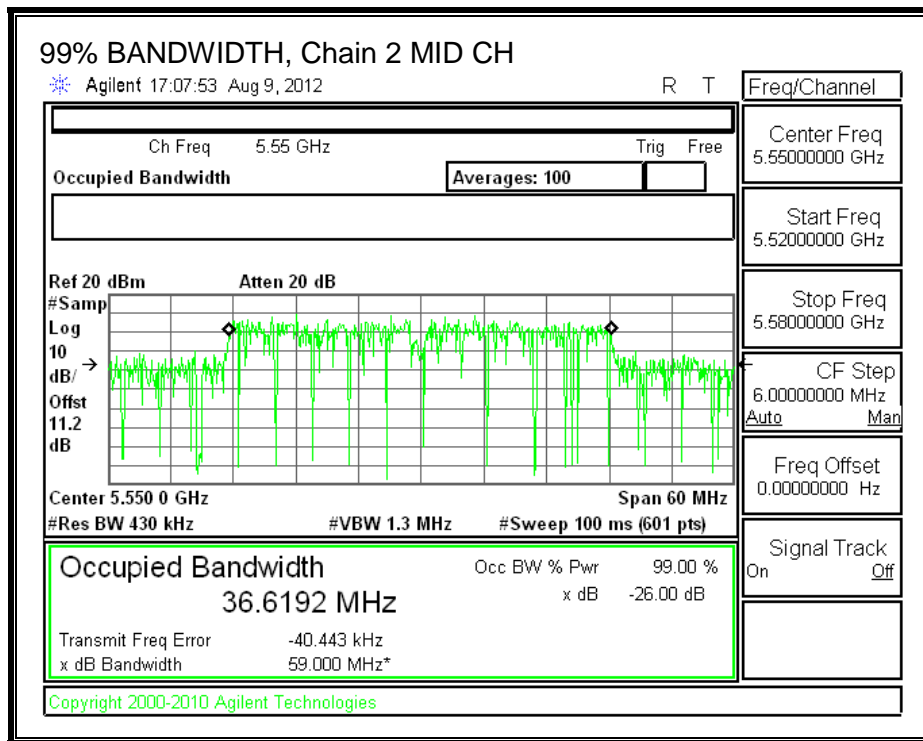 99% BANDWIDTH, Chain 2 MID CH
Agilent 17:07:53 Aug 9, 2012 R T
Freq/Channel
Ch Freq 5.55 GHz Trig Free
Occupied Bandwidth Averages: 100
Center Freq
5.55000000 GHz
Start Freq
5.52000000 GHz
Stop Freq
5.58000000 GHz
CF Step
6.00000000 MHz
Auto Man
Freq Offset
0.00000000 Hz
Signal Track
On Off
Ref 20 dBm Atten 20 dB
#Samp
Log
10
dB/
Offst
11.2
dB
Center 5.550 0 GHz Span 60 MHz
#Res BW 430 kHz #VBW 1.3 MHz #Sweep 100 ms (601 pts)
Occupied Bandwidth
36.6192 MHz
Occ BW % Pwr 99.00 %
x dB -26.00 dB
Transmit Freq Error -40.443 kHz
x dB Bandwidth 59.000 MHz*
Copyright 2000-2010 Agilent Technologies